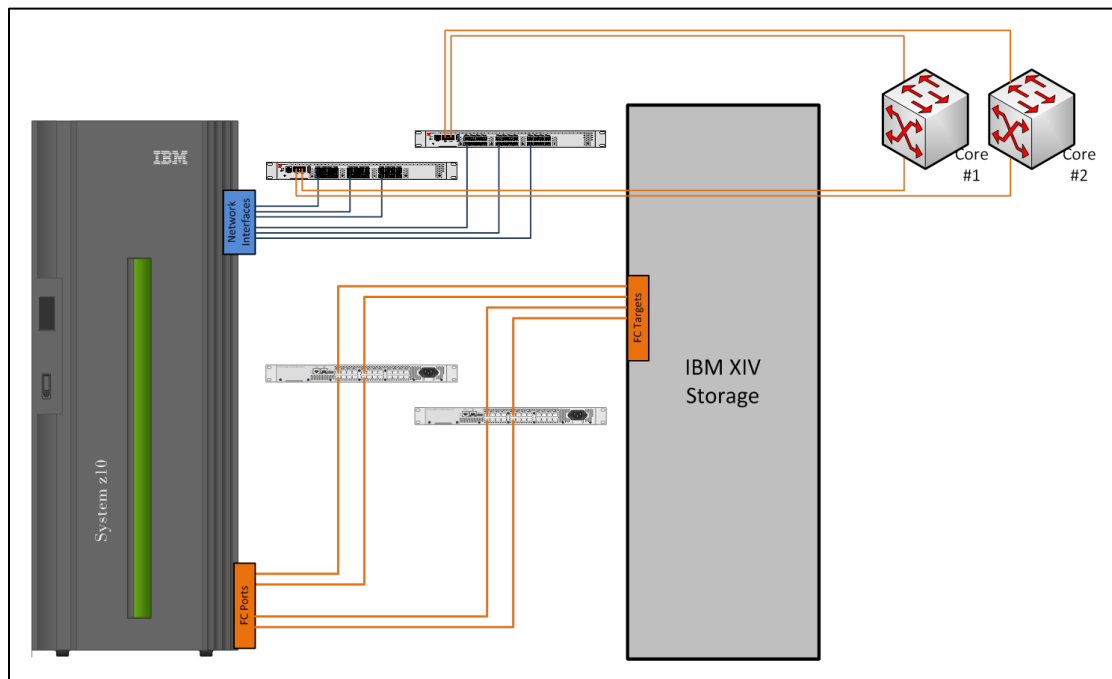 IBM
Network
Interfaces
System z10
FC Ports
FC Targets
IBM XIV
Storage
Core
#1
Core
#2